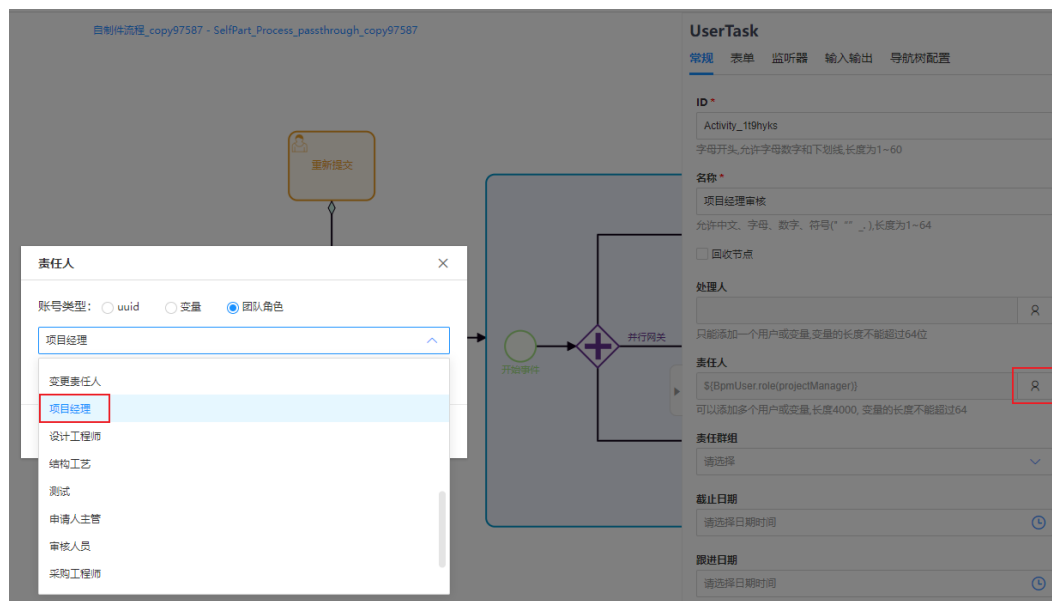 自制件流程_copy97587 - SelfPart_Process_passthrough_copy97587
重新提交
开始事件
并行网关
责任人
账号类型： uuid 变量 团队角色
项目经理
变更责任人
项目经理
设计工程师
结构工艺
测试
申请人主管
审核人员
采购工程师
UserTask
常规 表单 监听器 输入输出 导航树配置
ID *
Activity_1t9hyks
字母开头,允许字母数字和下划线,长度为1~60
名称 *
项目经理审核
允许中文、字母、数字、符号(" "" _. ),长度为1~64
回收节点
处理人
只能添加一个用户或变量,变量的长度不能超过64位
责任人
${BpmUser.role(projectManager)}
可以添加多个用户或变量,长度4000, 变量的长度不能超过64
责任群组
请选择
截止日期
请选择日期时间
跟进日期
请选择日期时间